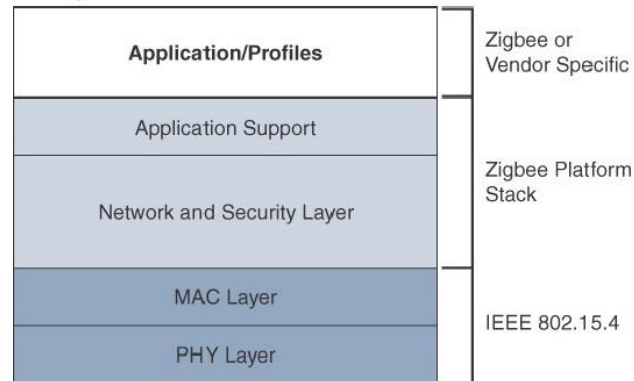 Application/Profiles
Zigbee or
Vendor Specific
Application Support
Zigbee Platform
Stack
Network and Security Layer
MAC Layer
IEEE 802.15.4
PHY Layer